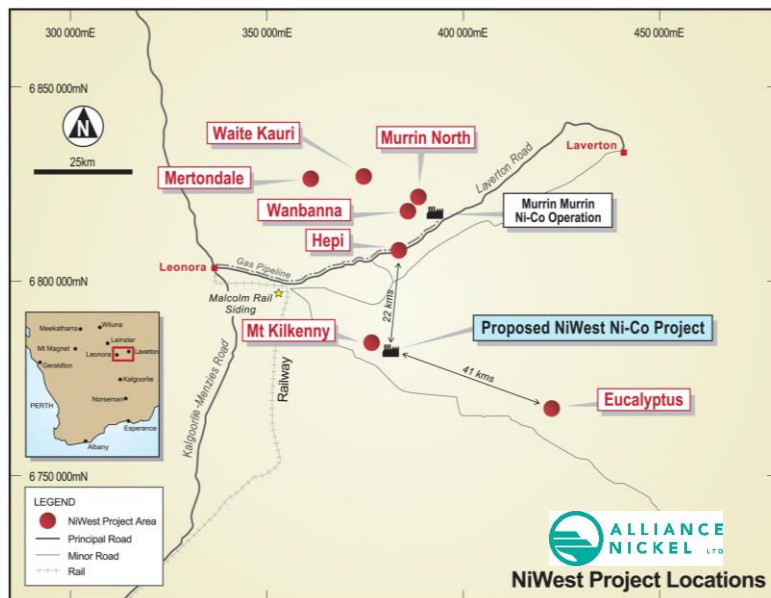 300 000mE
350 000mE
400 000mE
450 000mE
6 850 000mN
N
25km
Waite Kauri
Murrin North
Mertondale
Wanbanna
Hepi
Laverton Road
Laverton
Murrin Murrin
Ni-Co Operation
Leonora
Gas Pipeline
6 800 000mN
Malcolm Rail
Siding
22 kms
Mt Kilkenny
Proposed NiWest Ni-Co Project
41 kms
Eucalyptus
Kalgoorlie-Menzies Road
Railway
Meekatharra
Wiluna
Leinster
Mt Magnet
Leonora
Laverton
Geraldton
Kalgoorlie
PERTH
Norseman
Esperance
Albany
6 750 000mN
LEGEND
NiWest Project Area
Principal Road
Minor Road
Rail
ALLIANCE
NICKEL LTD
NiWest Project Locations